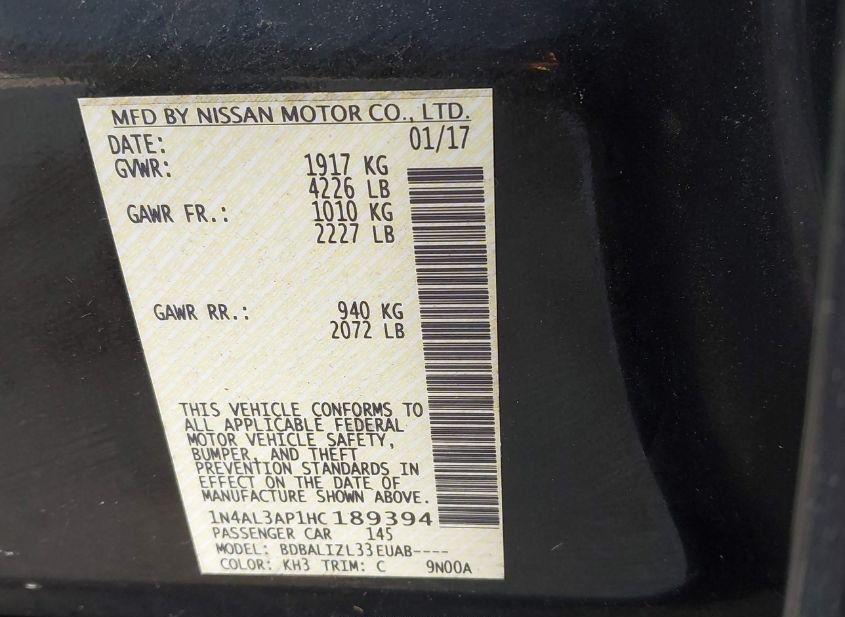 MFD BY NISSAN MOTOR CO., LTD.
DATE: 01/17
GVWR: 1917 KG
4226 LB
GAWR FR.: 1010 KG
2227 LB
GAWR RR.: 940 KG
2072 LB
THIS VEHICLE CONFORMS TO
ALL APPLICABLE FEDERAL
MOTOR VEHICLE SAFETY,
BUMPER, AND THEFT
PREVENTION STANDARDS IN
EFFECT ON THE DATE OF
MANUFACTURE SHOWN ABOVE.
1N4AL3AP1HC189394
PASSENGER CAR 145
MODEL: BDBALIZL33EUAB----
COLOR: KH3 TRIM: C 9N00A